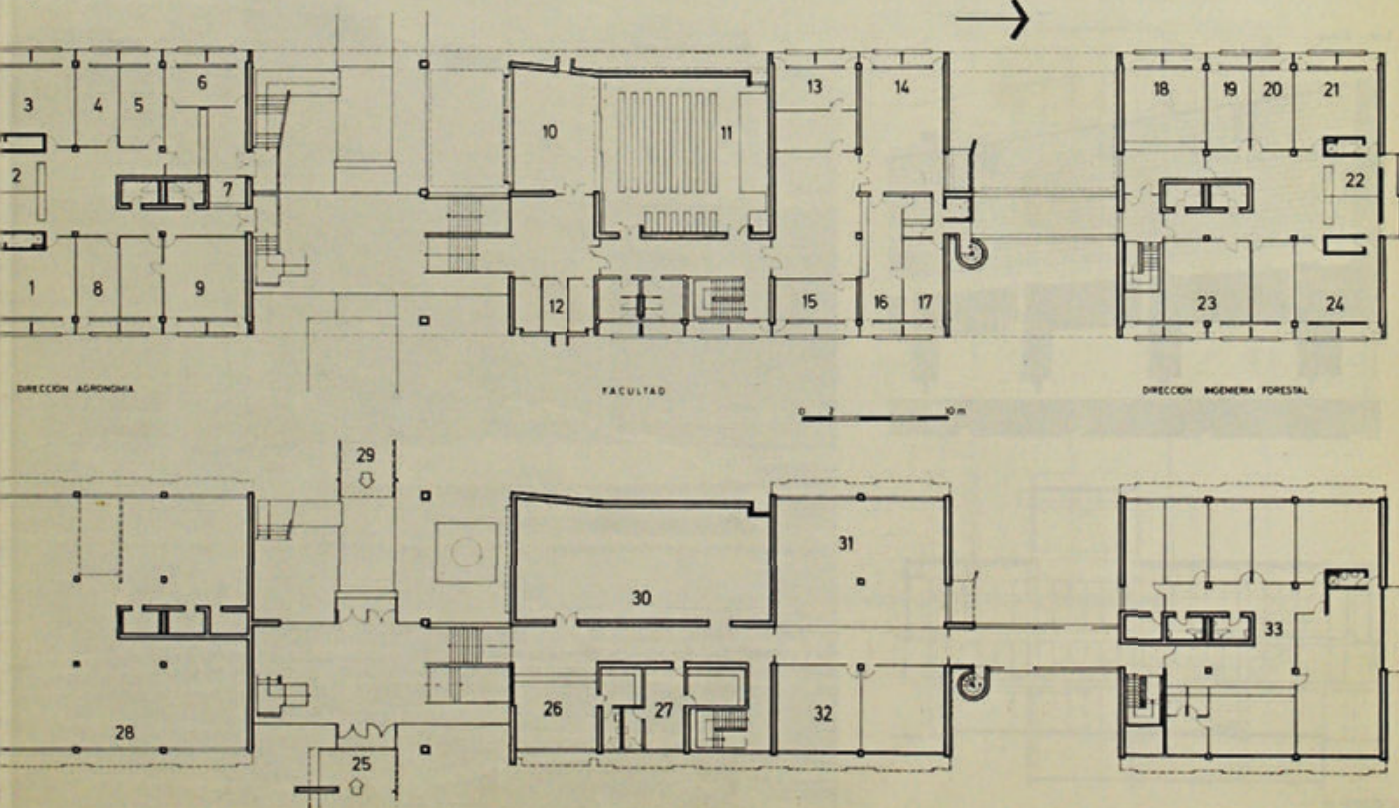 6
3 4 5 13 14 18 19 20 21
10 11
2 7 22
1 8 9 12 15 16 17 23 24
DIRECCION AGRONOMIA FACULTAD DIRECCION INGENIERIA FORESTAL
0 2 10 m
29
31
30 33
28 26 27 32
25